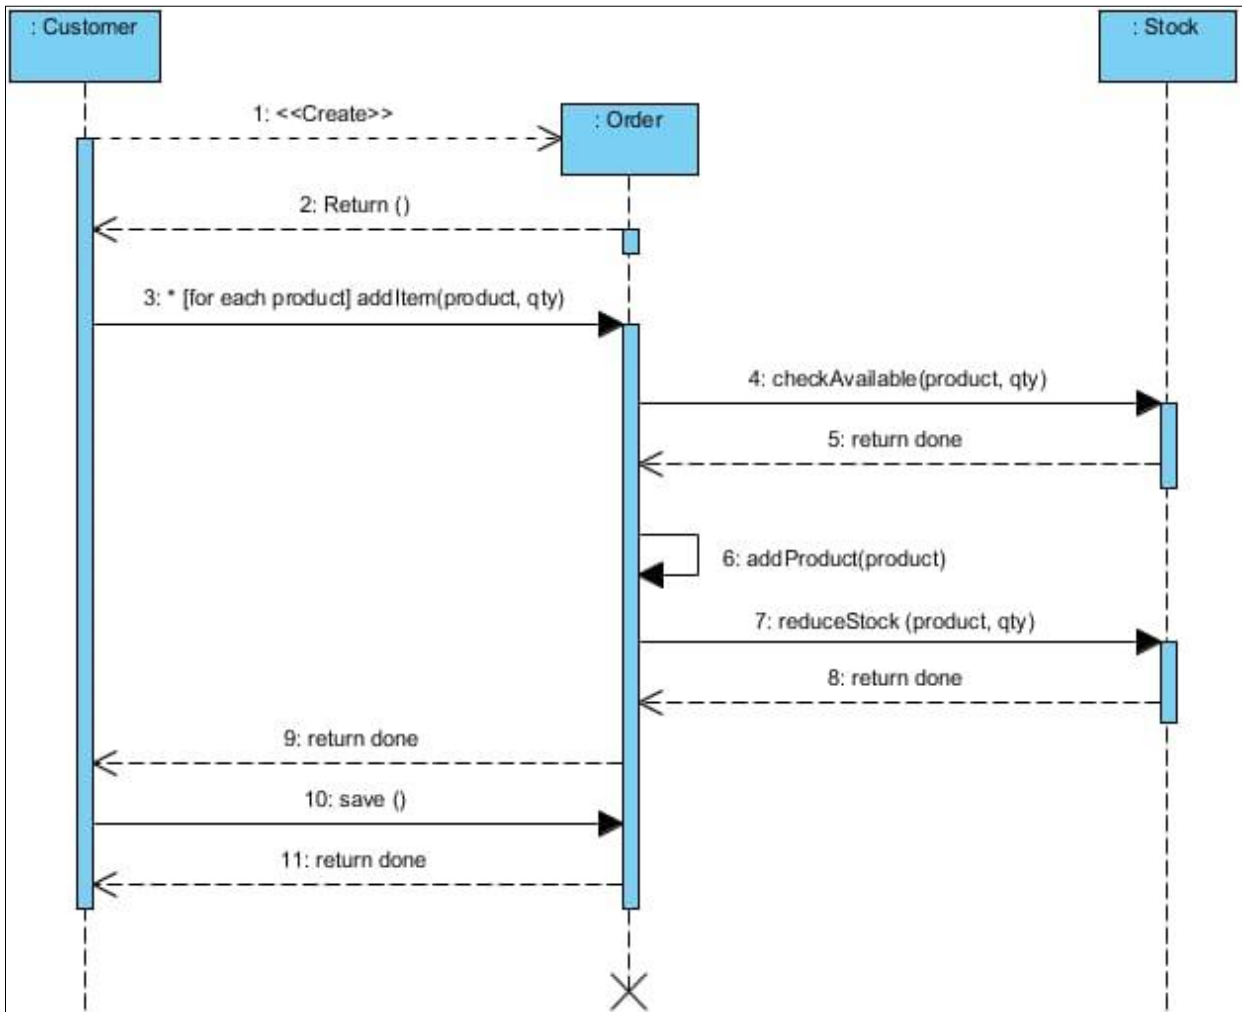 : Customer
: Stock
1: <<Create>>
: Order
2: Return ()
3: * [for each product] addItem(product, qty)
4: checkAvailable(product, qty)
5: return done
6: addProduct(product)
7: reduceStock (product, qty)
8: return done
9: return done
10: save ()
11: return done